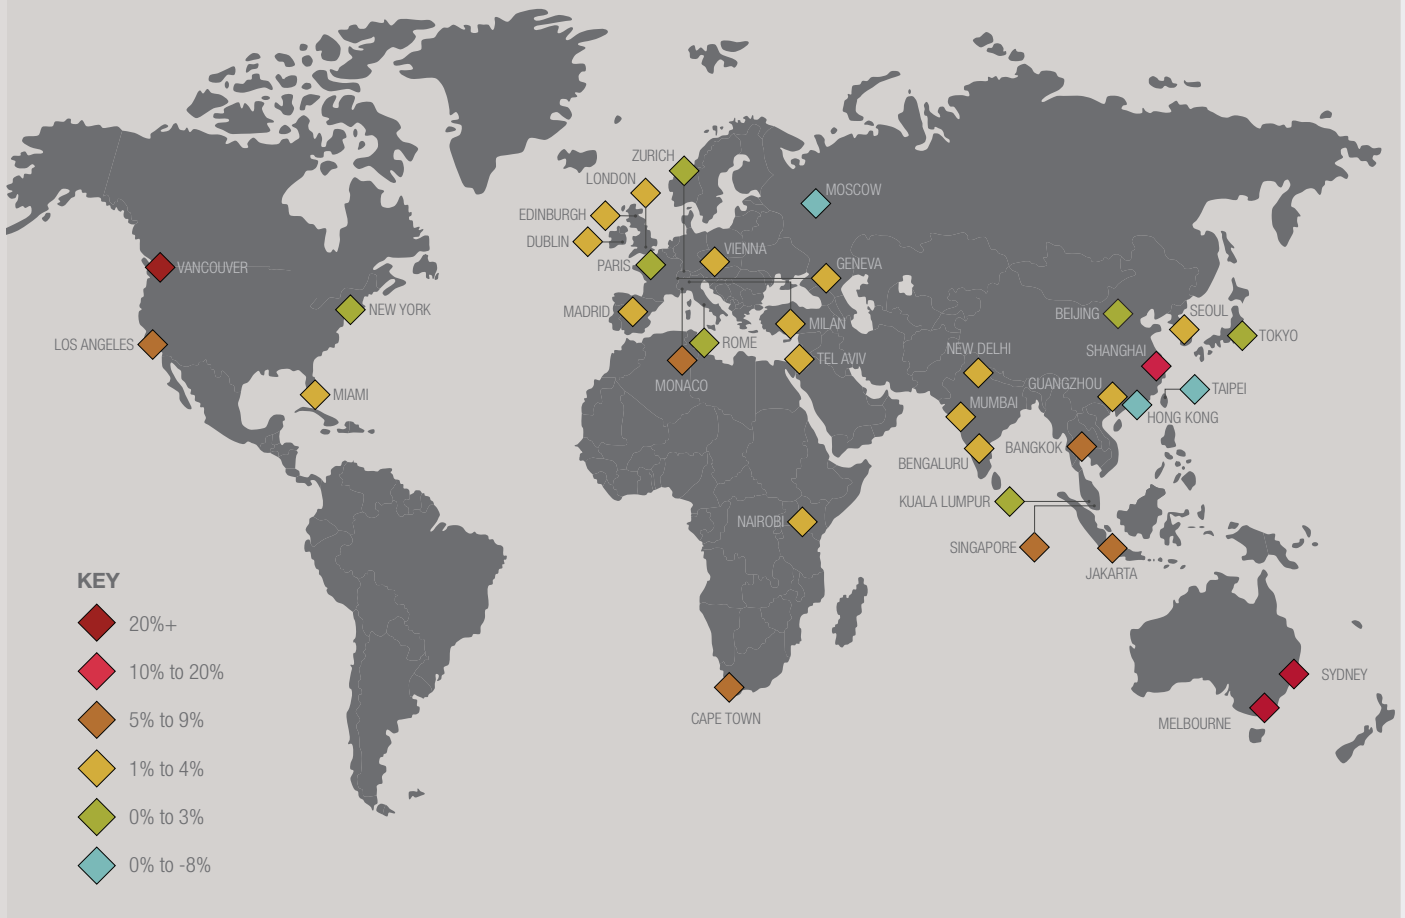 ZURICH
LONDON
MOSCOW
EDINBURGH
DUBLIN
VIENNA
PARIS
GENEVA
VANCOUVER
MADRID
NEW YORK
MILAN
BEIJING
SEOUL
TOKYO
LOS ANGELES
ROME
NEW DELHI
SHANGHAI
TEL AVIV
MONACO
GUANGZHOU
TAIPEI
MIAMI
MUMBAI
HONG KONG
BANGKOK
BENGALURU
KUALA LUMPUR
NAIROBI
SINGAPORE
JAKARTA
KEY
20%+
10% to 20%
5% to 9%
1% to 4%
0% to 3%
0% to -8%
SYDNEY
CAPE TOWN
MELBOURNE